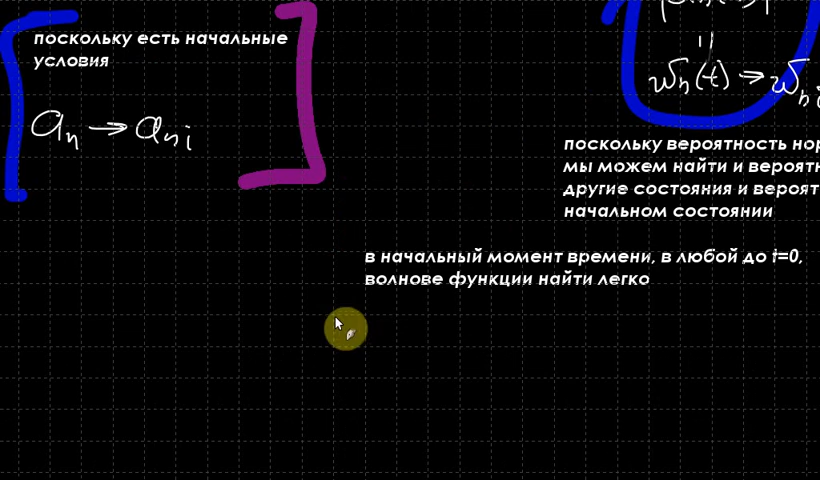 поскольку есть начальные
условия
aₙ → aₙᵢ
wₙ(t) → wₙᵢ
поскольку вероятность нор
мы можем найти и вероятн
другие состояния и вероят
начальном состоянии
в начальный момент времени, в любой до t=0,
волнове функции найти легко